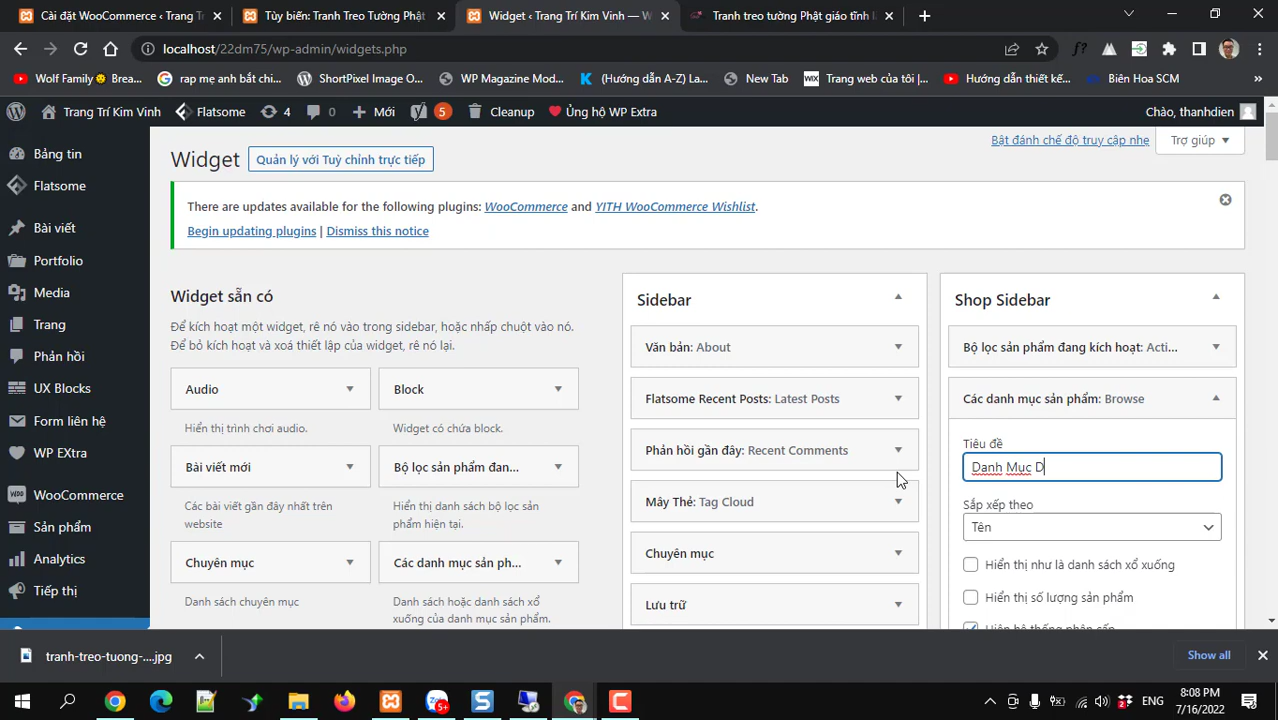 Cài đặt WooCommerce ‹ Trang Tr
Tùy biến: Tranh Treo Tường Phật
Widget ‹ Trang Trí Kim Vinh — W
Tranh treo tường Phật giáo tĩnh l
localhost/22dm75/wp-admin/widgets.php
Wolf Family🐺 Brea...
rap mẹ anh bắt chi...
ShortPixel Image O...
WP Magazine Mod...
(Hướng dẫn A-Z) La...
New Tab
WIX
Trang web của tôi |...
Hướng dẫn thiết kế...
Biên Hoa SCM
»
Trang Trí Kim Vinh
Flatsome
4
0
Mới
5
Cleanup
Ủng hộ WP Extra
Chào, thanhdien
Bảng tin
Flatsome
Bài viết
Portfolio
Media
Trang
Phản hồi
UX Blocks
Form liên hệ
WP EXtra
WooCommerce
Sản phẩm
Analytics
Tiếp thị
Bật đánh chế độ truy cập nhẹ
Trợ giúp
Widget
Quản lý với Tuỳ chỉnh trực tiếp
There are updates available for the following plugins: WooCommerce and YITH WooCommerce Wishlist.
Begin updating plugins | Dismiss this notice
Widget sẵn có
Để kích hoạt một widget, rê nó vào trong sidebar, hoặc nhấp chuột vào nó.
Để bỏ kích hoạt và xoá thiết lập của widget, rê nó lại.
Audio
Hiển thị trình chơi audio.
Block
Widget có chứa block.
Bài viết mới
Các bài viết gần đây nhất trên
website
Bộ lọc sản phẩm đan...
Hiển thị danh sách bộ lọc sản
phẩm hiện tại.
Chuyên mục
Danh sách chuyên mục
Các danh mục sản ph...
Danh sách hoặc danh sách xổ
xuống của danh mục sản phẩm.
Sidebar
Văn bản: About
Flatsome Recent Posts: Latest Posts
Phản hồi gần đây: Recent Comments
Mây Thẻ: Tag Cloud
Chuyên mục
Lưu trữ
Shop Sidebar
Bộ lọc sản phẩm đang kích hoạt: Acti...
Các danh mục sản phẩm: Browse
Tiêu đề
Danh Mục D
Sắp xếp theo
Tên
Hiển thị như là danh sách xổ xuống
Hiển thị số lượng sản phẩm
Hiện hệ thống phân cấp
tranh-treo-tuong-....jpg
Show all
5+
2
ENG
8:08 PM
7/16/2022